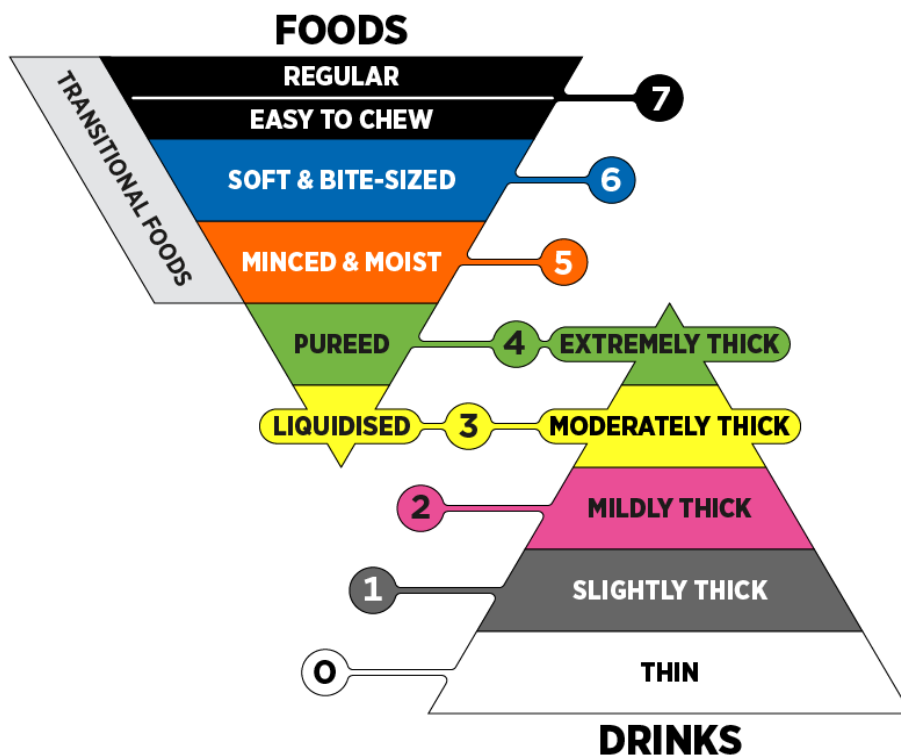 FOODS
REGULAR
7
EASY TO CHEW
TRANSITIONAL FOODS
SOFT & BITE-SIZED
6
MINCED & MOIST
5
PUREED
4
EXTREMELY THICK
LIQUIDISED
3
MODERATELY THICK
2
MILDLY THICK
1
SLIGHTLY THICK
0
THIN
DRINKS